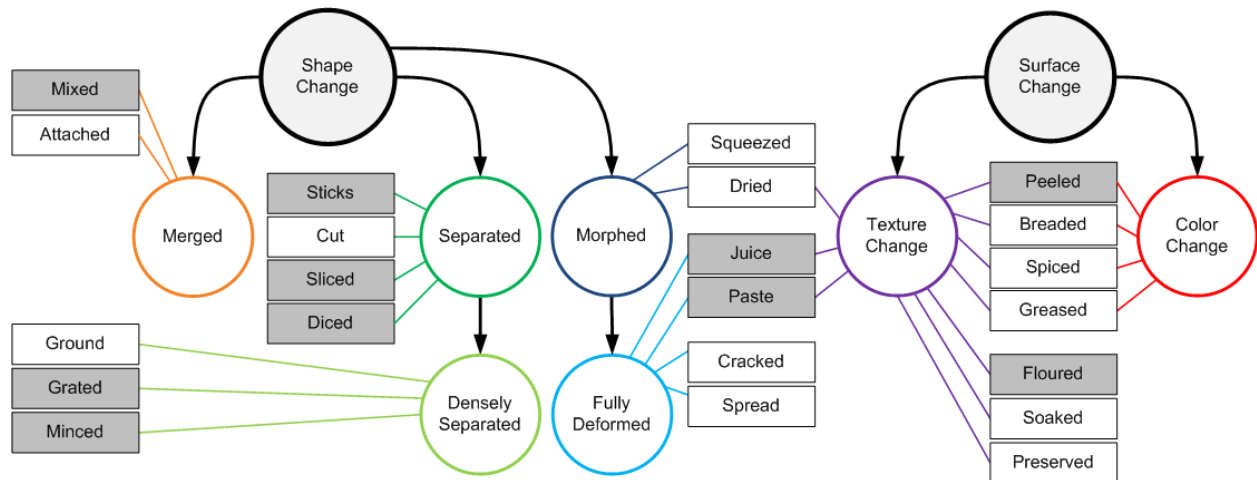 Shape
Change
Surface
Change
Mixed
Attached
Merged
Sticks
Cut
Sliced
Diced
Separated
Morphed
Squeezed
Dried
Juice
Paste
Texture
Change
Peeled
Breaded
Spiced
Greased
Color
Change
Ground
Grated
Minced
Densely
Separated
Fully
Deformed
Cracked
Spread
Floured
Soaked
Preserved